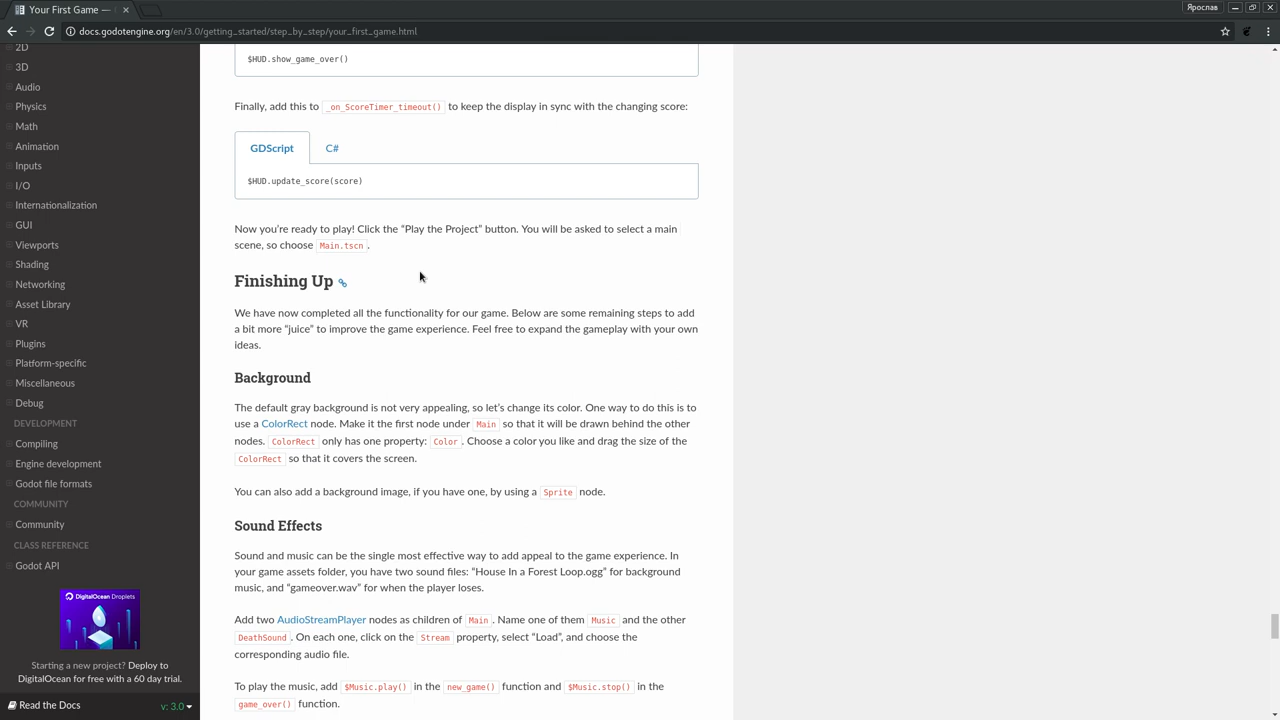 Your First Game —
Ярослав
docs.godotengine.org/en/3.0/getting_started/step_by_step/your_first_game.html
2D
3D
Audio
Physics
Math
Animation
Inputs
I/O
Internationalization
GUI
Viewports
Shading
Networking
Asset Library
VR
Plugins
Platform-specific
Miscellaneous
Debug
DEVELOPMENT
Compiling
Engine development
Godot file formats
COMMUNITY
Community
CLASS REFERENCE
Godot API
DigitalOcean Droplets
Starting a new project? Deploy to
DigitalOcean for free with a 60 day trial.
Read the Docs
v: 3.0
$HUD.show_game_over()
Finally, add this to _on_ScoreTimer_timeout() to keep the display in sync with the changing score:
GDScript C#
$HUD.update_score(score)
Now you’re ready to play! Click the “Play the Project” button. You will be asked to select a main
scene, so choose Main.tscn .
Finishing Up
We have now completed all the functionality for our game. Below are some remaining steps to add
a bit more “juice” to improve the game experience. Feel free to expand the gameplay with your own
ideas.
Background
The default gray background is not very appealing, so let’s change its color. One way to do this is to
use a ColorRect node. Make it the first node under Main so that it will be drawn behind the other
nodes. ColorRect only has one property: Color . Choose a color you like and drag the size of the
ColorRect so that it covers the screen.
You can also add a background image, if you have one, by using a Sprite node.
Sound Effects
Sound and music can be the single most effective way to add appeal to the game experience. In
your game assets folder, you have two sound files: “House In a Forest Loop.ogg” for background
music, and “gameover.wav” for when the player loses.
Add two AudioStreamPlayer nodes as children of Main . Name one of them Music and the other
DeathSound . On each one, click on the Stream property, select “Load”, and choose the
corresponding audio file.
To play the music, add $Music.play() in the new_game() function and $Music.stop() in the
game_over() function.